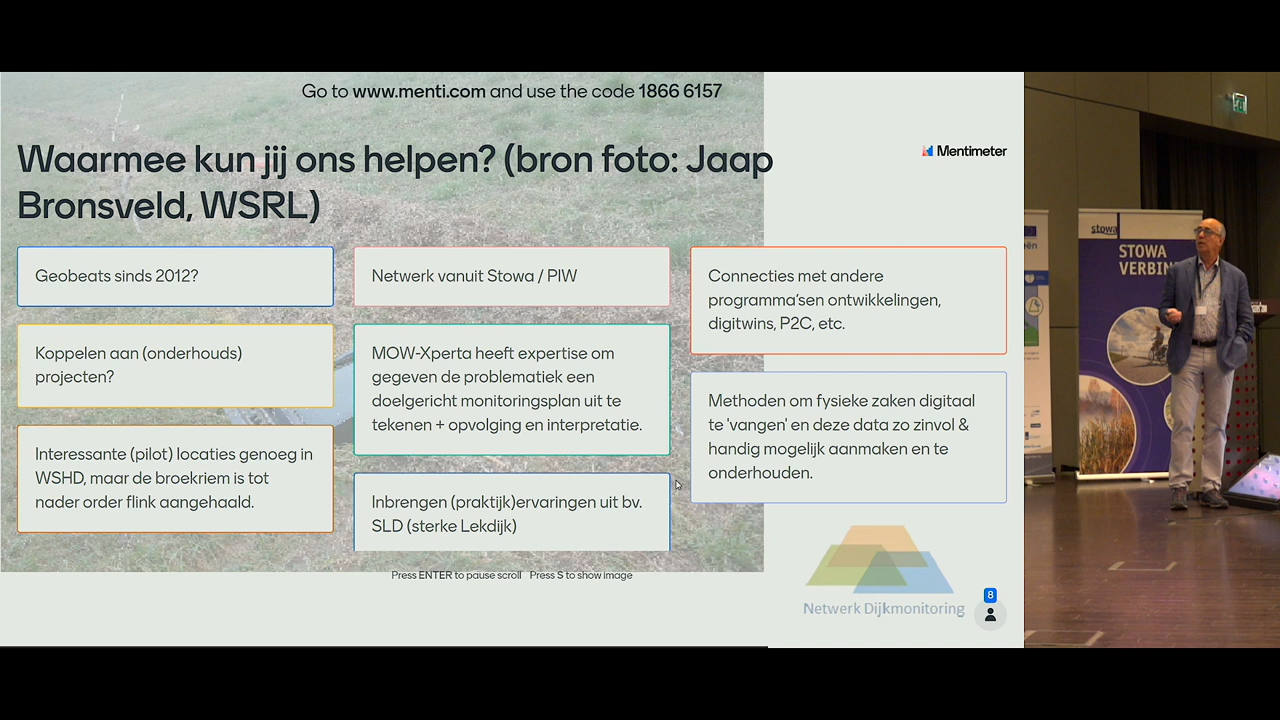 Go to www.menti.com and use the code 1866 6157
Waarmee kun jij ons helpen? (bron foto: Jaap
Bronsveld, WSRL)
Mentimeter
Geobeats sinds 2012?
Koppelen aan (onderhouds)
projecten?
Interessante (pilot) locaties genoeg in
WSHD, maar de broekriem is tot
nader order flink aangehaald.
Netwerk vanuit Stowa / PIW
MOW-Xperta heeft expertise om
gegeven de problematiek een
doelgericht monitoringsplan uit te
tekenen + opvolging en interpretatie.
Inbrengen (praktijk)ervaringen uit bv.
SLD (sterke Lekdijk)
Connecties met andere
programma'sen ontwikkelingen,
digitwins, P2C, etc.
Methoden om fysieke zaken digitaal
te 'vangen' en deze data zo zinvol &
handig mogelijk aanmaken en te
onderhouden.
Press ENTER to pause scroll Press S to show image
Netwerk Dijkmonitoring
8
stowa
STOWA
VERBIN